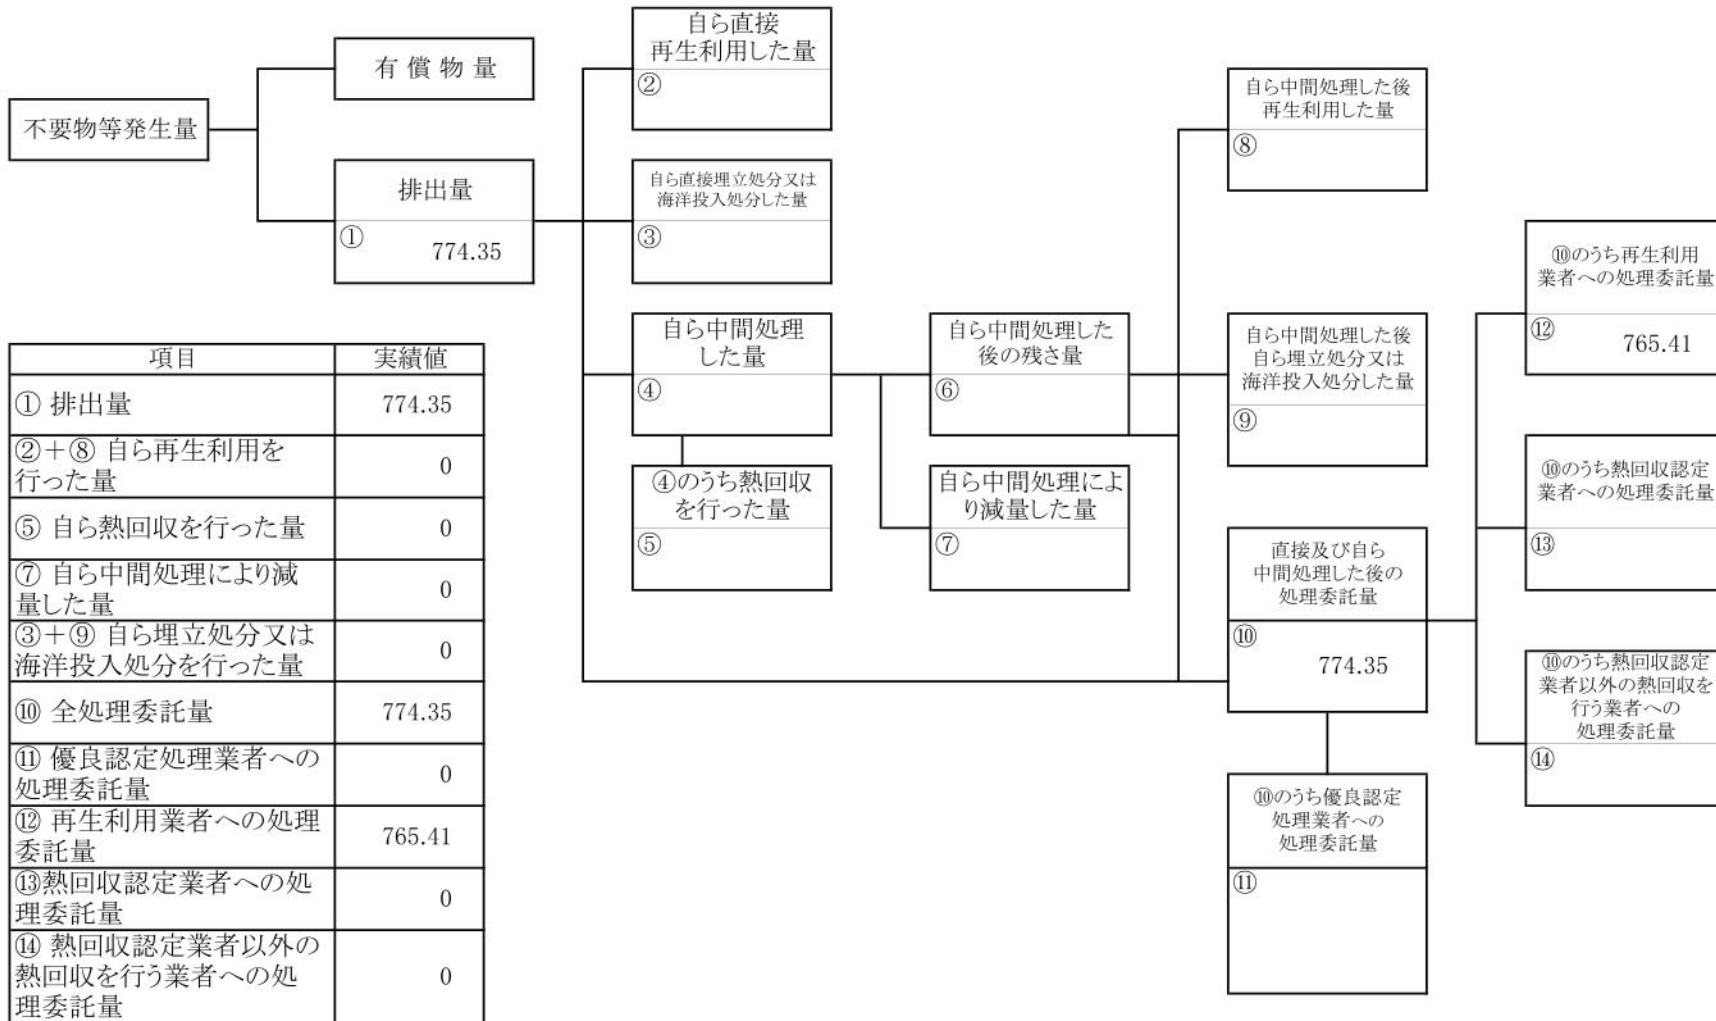 不要物等発生量
有償物量
排出量
①
774.35
自ら直接
再生利用した量
②
自ら直接埋立処分又は
海洋投入処分した量
③
自ら中間処理
した量
④
④のうち熱回収
を行った量
⑤
自ら中間処理した
後の残さ量
⑥
自ら中間処理によ
り減量した量
⑦
自ら中間処理した後
再生利用した量
⑧
自ら中間処理した後
自ら埋立処分又は
海洋投入処分した量
⑨
直接及び自ら
中間処理した後の
処理委託量
⑩
774.35
⑩のうち優良認定
処理業者への
処理委託量
⑪
⑩のうち再生利用
業者への処理委託量
⑫
765.41
⑩のうち熱回収認定
業者への処理委託量
⑬
⑩のうち熱回収認定
業者以外の熱回収を
行う業者への
処理委託量
⑭
項目 実績値
① 排出量 774.35
②+⑧ 自ら再生利用を
行った量 0
⑤ 自ら熱回収を行った量 0
⑦ 自ら中間処理により減
量した量 0
③+⑨ 自ら埋立処分又は
海洋投入処分を行った量 0
⑩ 全処理委託量 774.35
⑪ 優良認定処理業者への
処理委託量 0
⑫ 再生利用業者への処理
委託量 765.41
⑬熱回収認定業者への処
理委託量 0
⑭ 熱回収認定業者以外の
熱回収を行う業者への処
理委託量 0